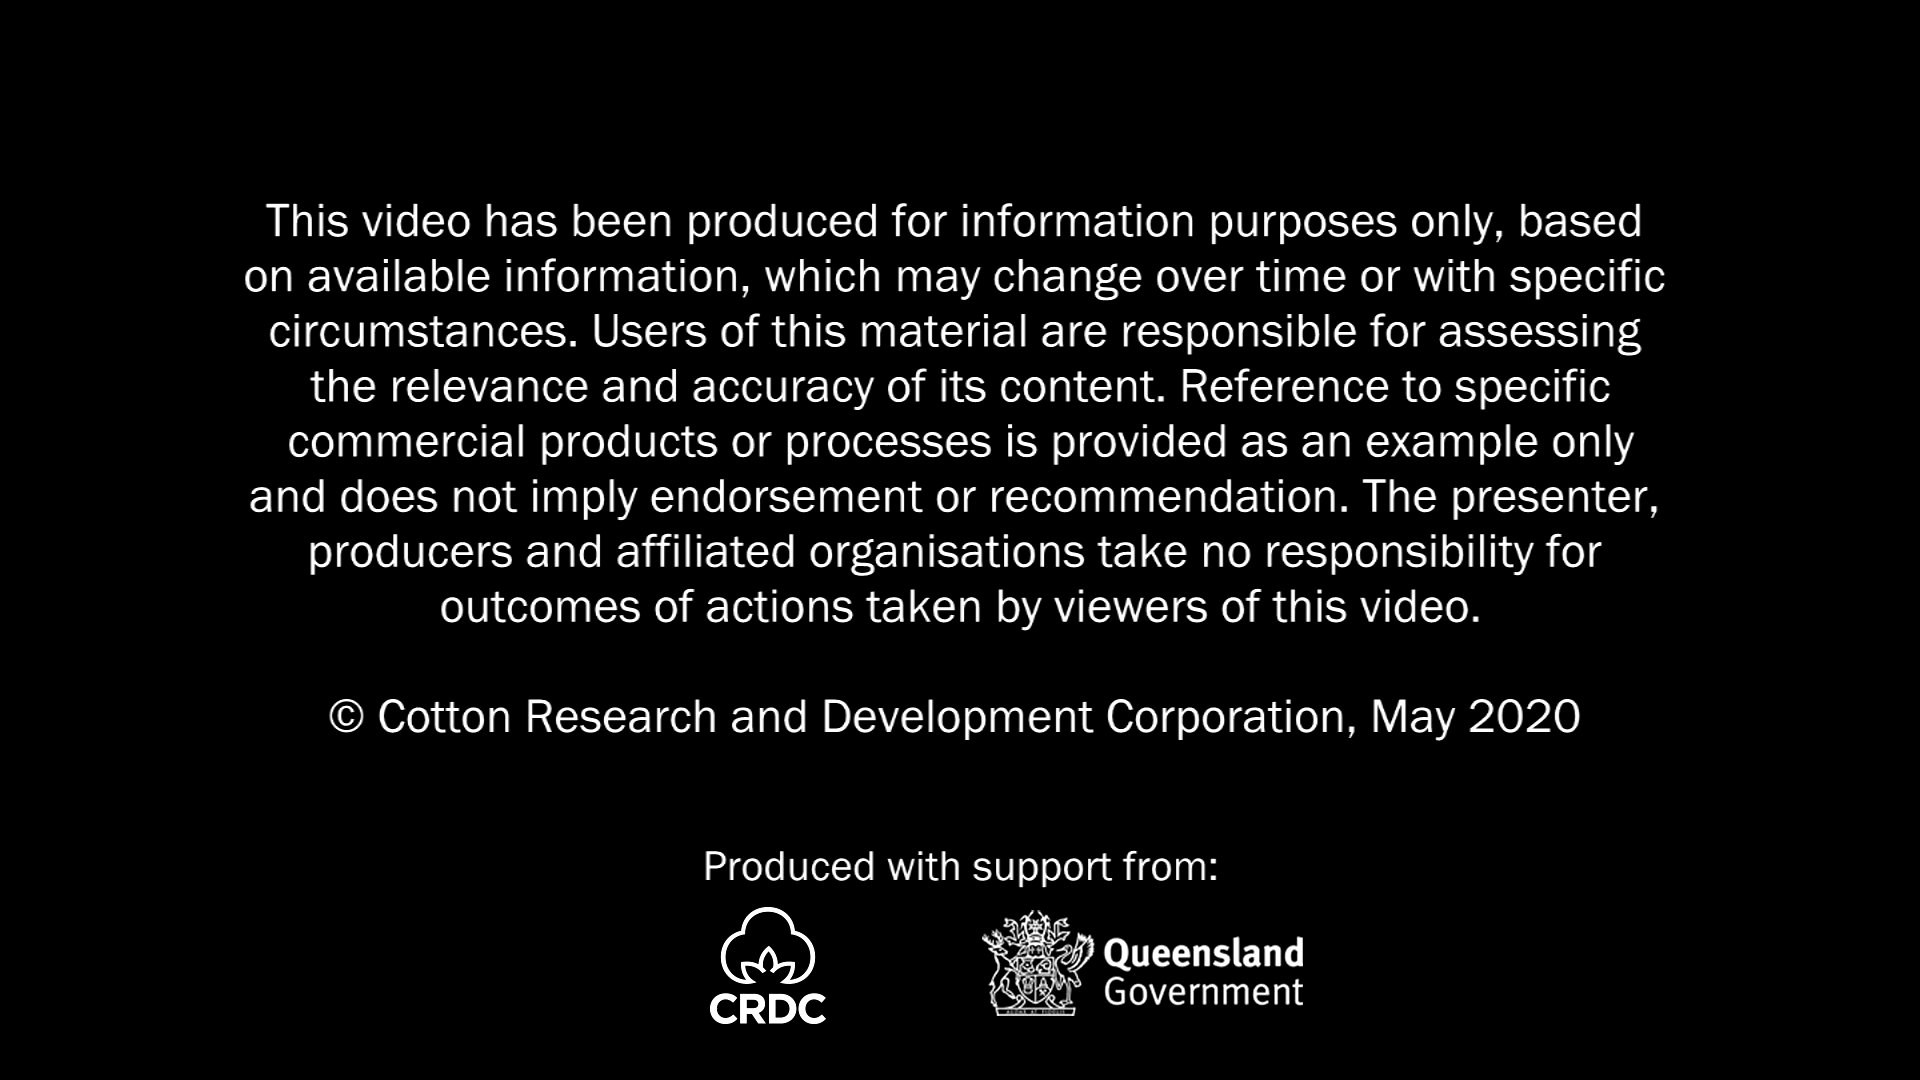 This video has been produced for information purposes only, based
on available information, which may change over time or with specific
circumstances. Users of this material are responsible for assessing
the relevance and accuracy of its content. Reference to specific
commercial products or processes is provided as an example only
and does not imply endorsement or recommendation. The presenter,
producers and affiliated organisations take no responsibility for
outcomes of actions taken by viewers of this video.
© Cotton Research and Development Corporation, May 2020
Produced with support from:
CRDC
Queensland
Government